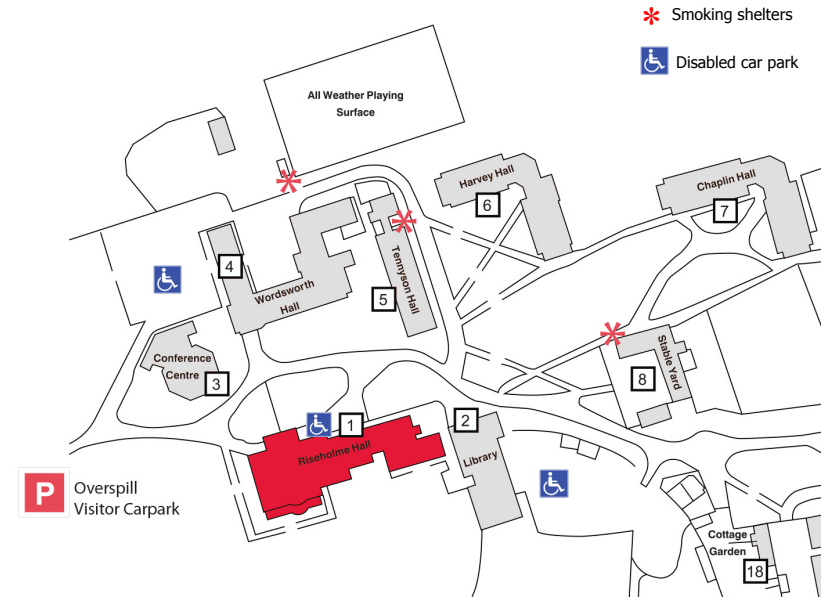 Smoking shelters
Disabled car park
All Weather Playing
Surface
Harvey Hall
6
Chaplin Hall
7
4
Wordsworth
Hall
5
Tennyson Hall
Conference
Centre
3
Stable Yard
8
1
Riseholme Hall
2
Library
P
Overspill
Visitor Carpark
Cottage
Garden
18